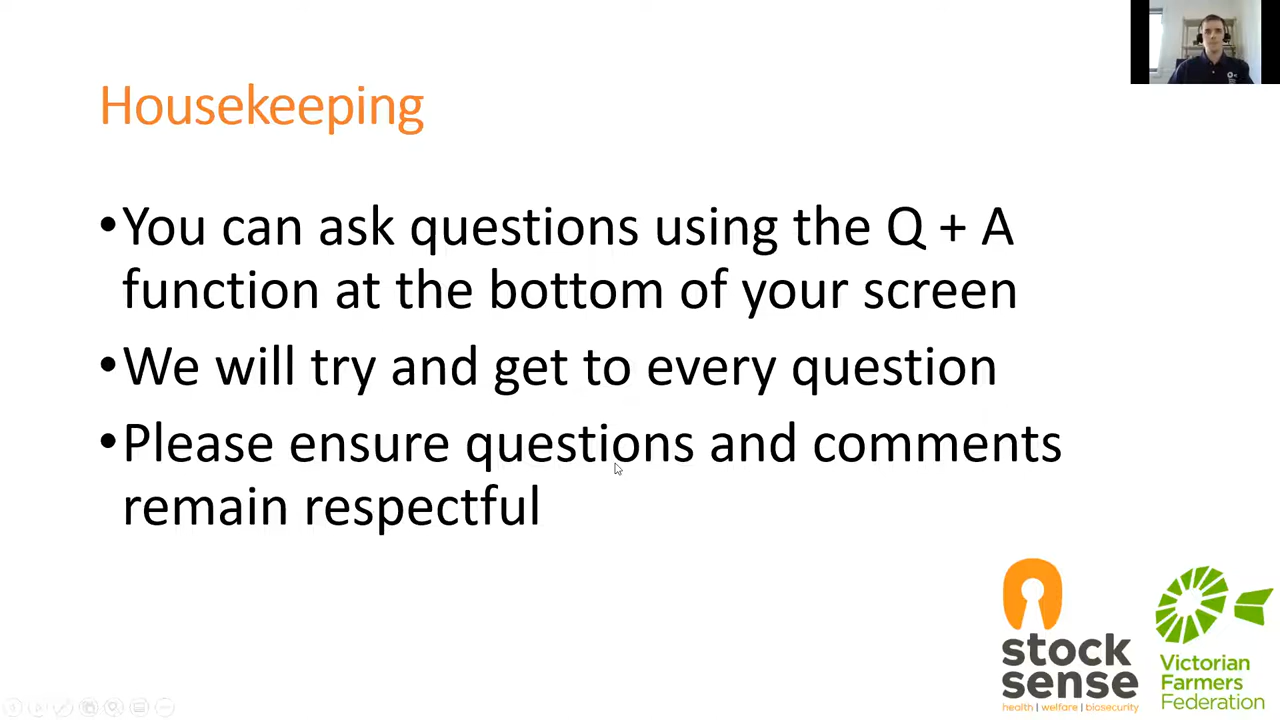 Housekeeping
•You can ask questions using the Q + A
function at the bottom of your screen
•We will try and get to every question
•Please ensure questions and comments
remain respectful
stock
sense
health | welfare | biosecurity
Victorian
Farmers
Federation